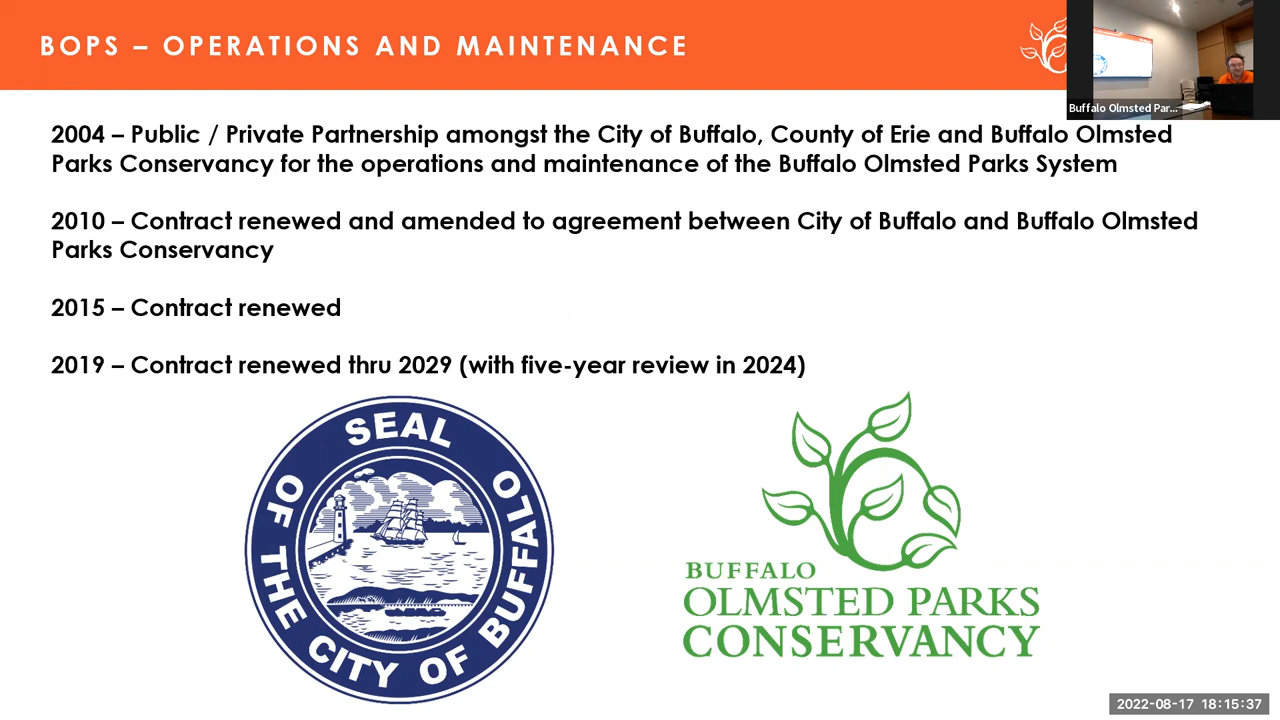 BOPS – OPERATIONS AND MAINTENANCE
Buffalo Olmsted Par...
2004 – Public / Private Partnership amongst the City of Buffalo, County of Erie and Buffalo Olmsted
Parks Conservancy for the operations and maintenance of the Buffalo Olmsted Parks System
2010 – Contract renewed and amended to agreement between City of Buffalo and Buffalo Olmsted
Parks Conservancy
2015 – Contract renewed
2019 – Contract renewed thru 2029 (with five-year review in 2024)
SEAL
OF THE CITY OF BUFFALO
BUFFALO
OLMSTED PARKS
CONSERVANCY
2022-08-17 18:15:37